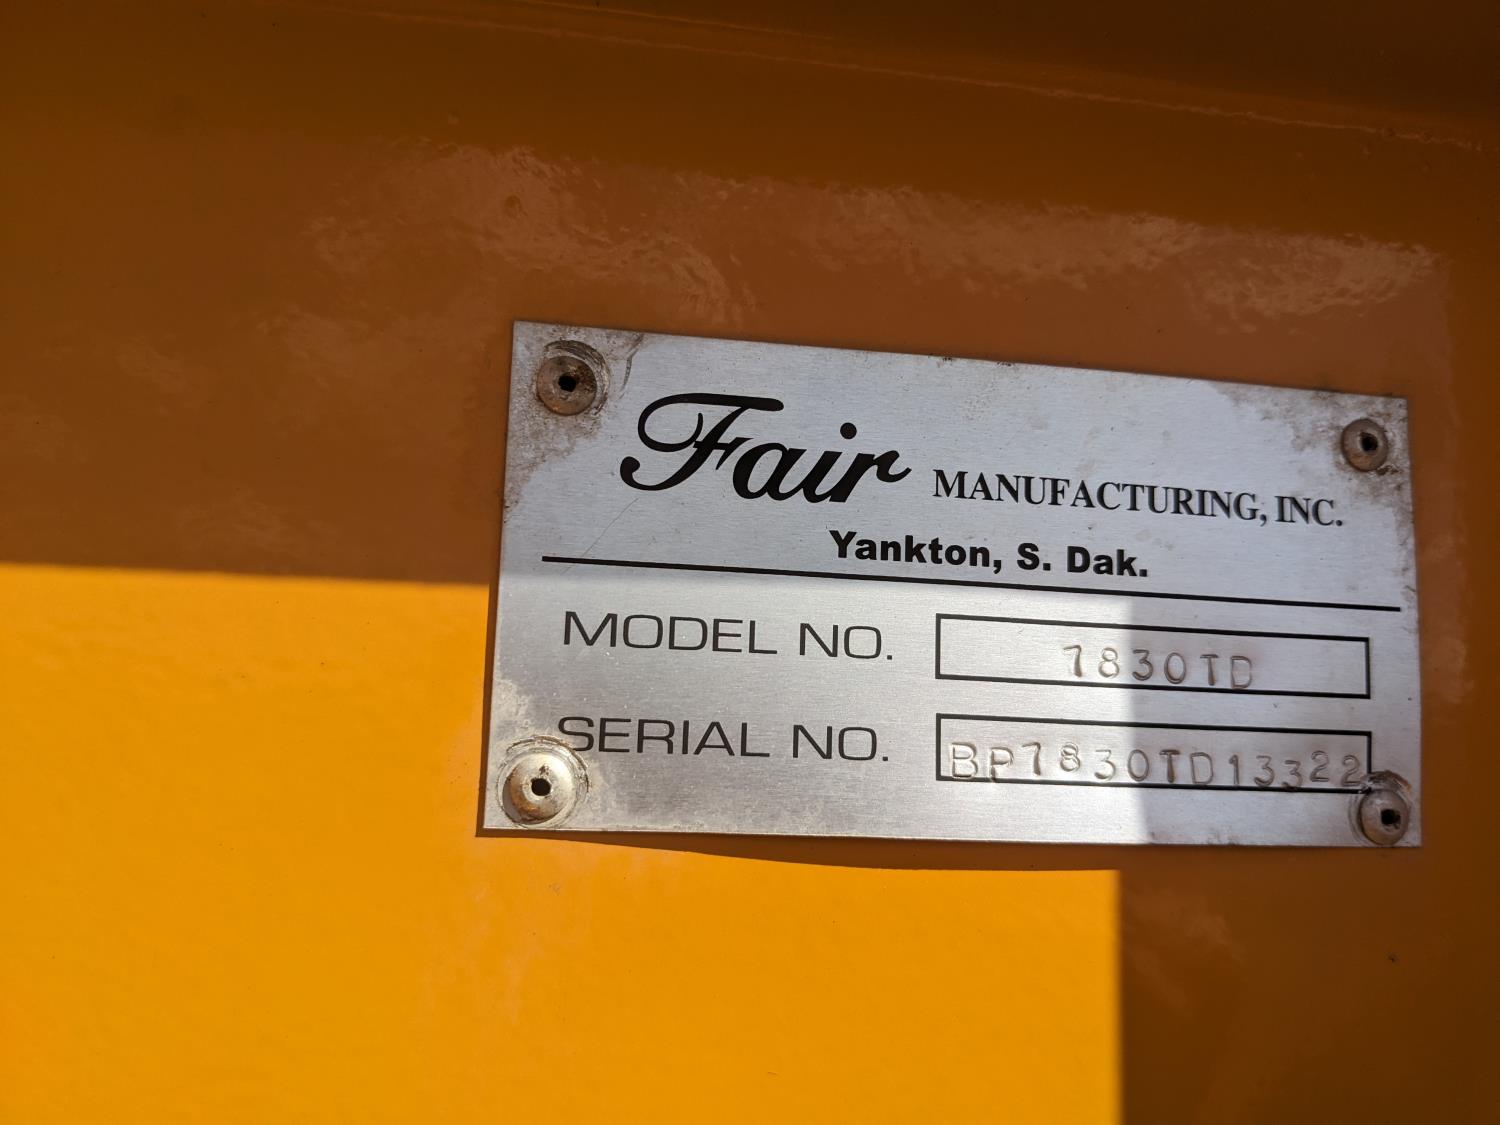 Fair MANUFACTURING, INC.
Yankton, S. Dak.
MODEL NO. 7830TD
SERIAL NO. BP7830TD13322